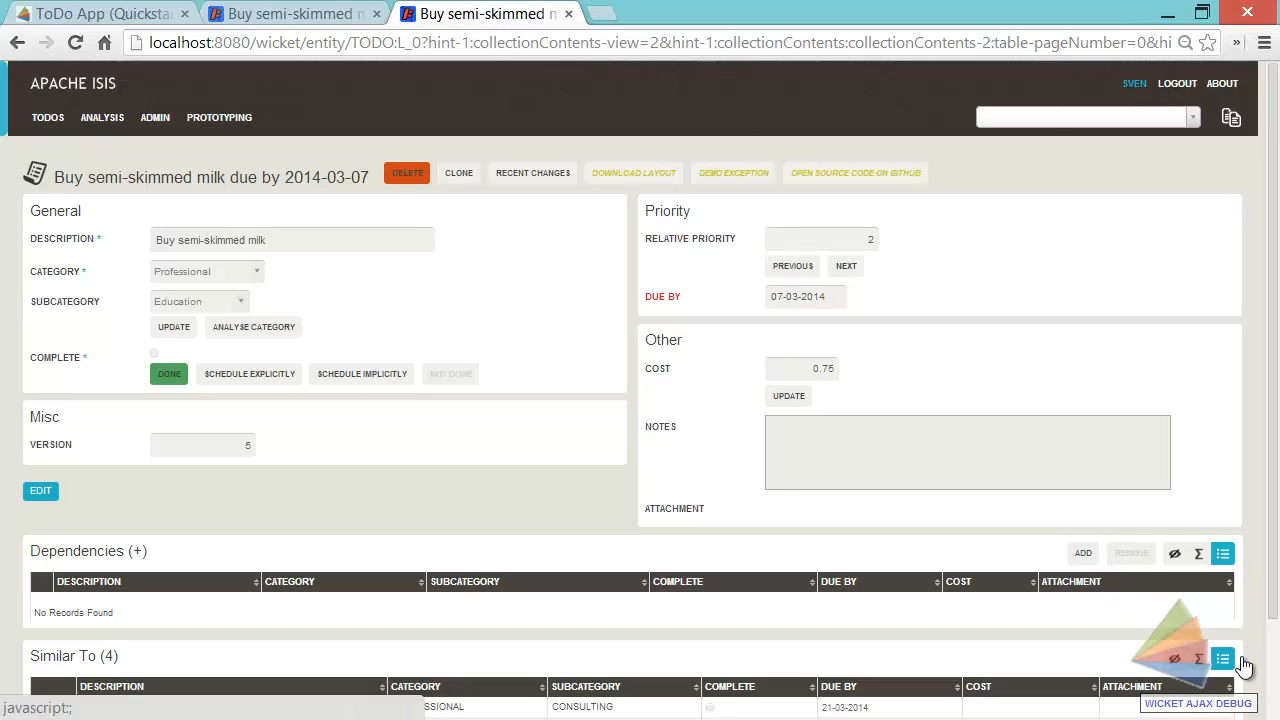 ToDo App (Quicksta
Buy semi-skimmed n
Buy semi-skimmed n
localhost:8080/wicket/entity/TODO:L_0?hint-1:collectionContents-view=2&hint-1:collectionContents:collectionContents-2:table-pageNumber=0&hi
APACHE ISIS
SVEN LOGOUT ABOUT
TODOS ANALYSIS ADMIN PROTOTYPING
Buy semi-skimmed milk due by 2014-03-07
DELETE CLONE RECENT CHANGES DOWNLOAD LAYOUT DEMO EXCEPTION OPEN SOURCE CODE ON GITHUB
General
DESCRIPTION * Buy semi-skimmed milk
CATEGORY * Professional
SUBCATEGORY Education
UPDATE ANALYSE CATEGORY
COMPLETE *
DONE SCHEDULE EXPLICITLY SCHEDULE IMPLICITLY NOT DONE
Misc
VERSION 5
EDIT
Priority
RELATIVE PRIORITY 2
PREVIOUS NEXT
DUE BY 07-03-2014
Other
COST 0.75
UPDATE
NOTES
ATTACHMENT
Dependencies (+)
ADD REMOVE Σ
DESCRIPTION CATEGORY SUBCATEGORY COMPLETE DUE BY COST ATTACHMENT
No Records Found
Similar To (4)
Σ
DESCRIPTION CATEGORY SUBCATEGORY COMPLETE DUE BY COST ATTACHMENT
SSIONAL CONSULTING 21-03-2014
javascript:;
WICKET AJAX DEBUG